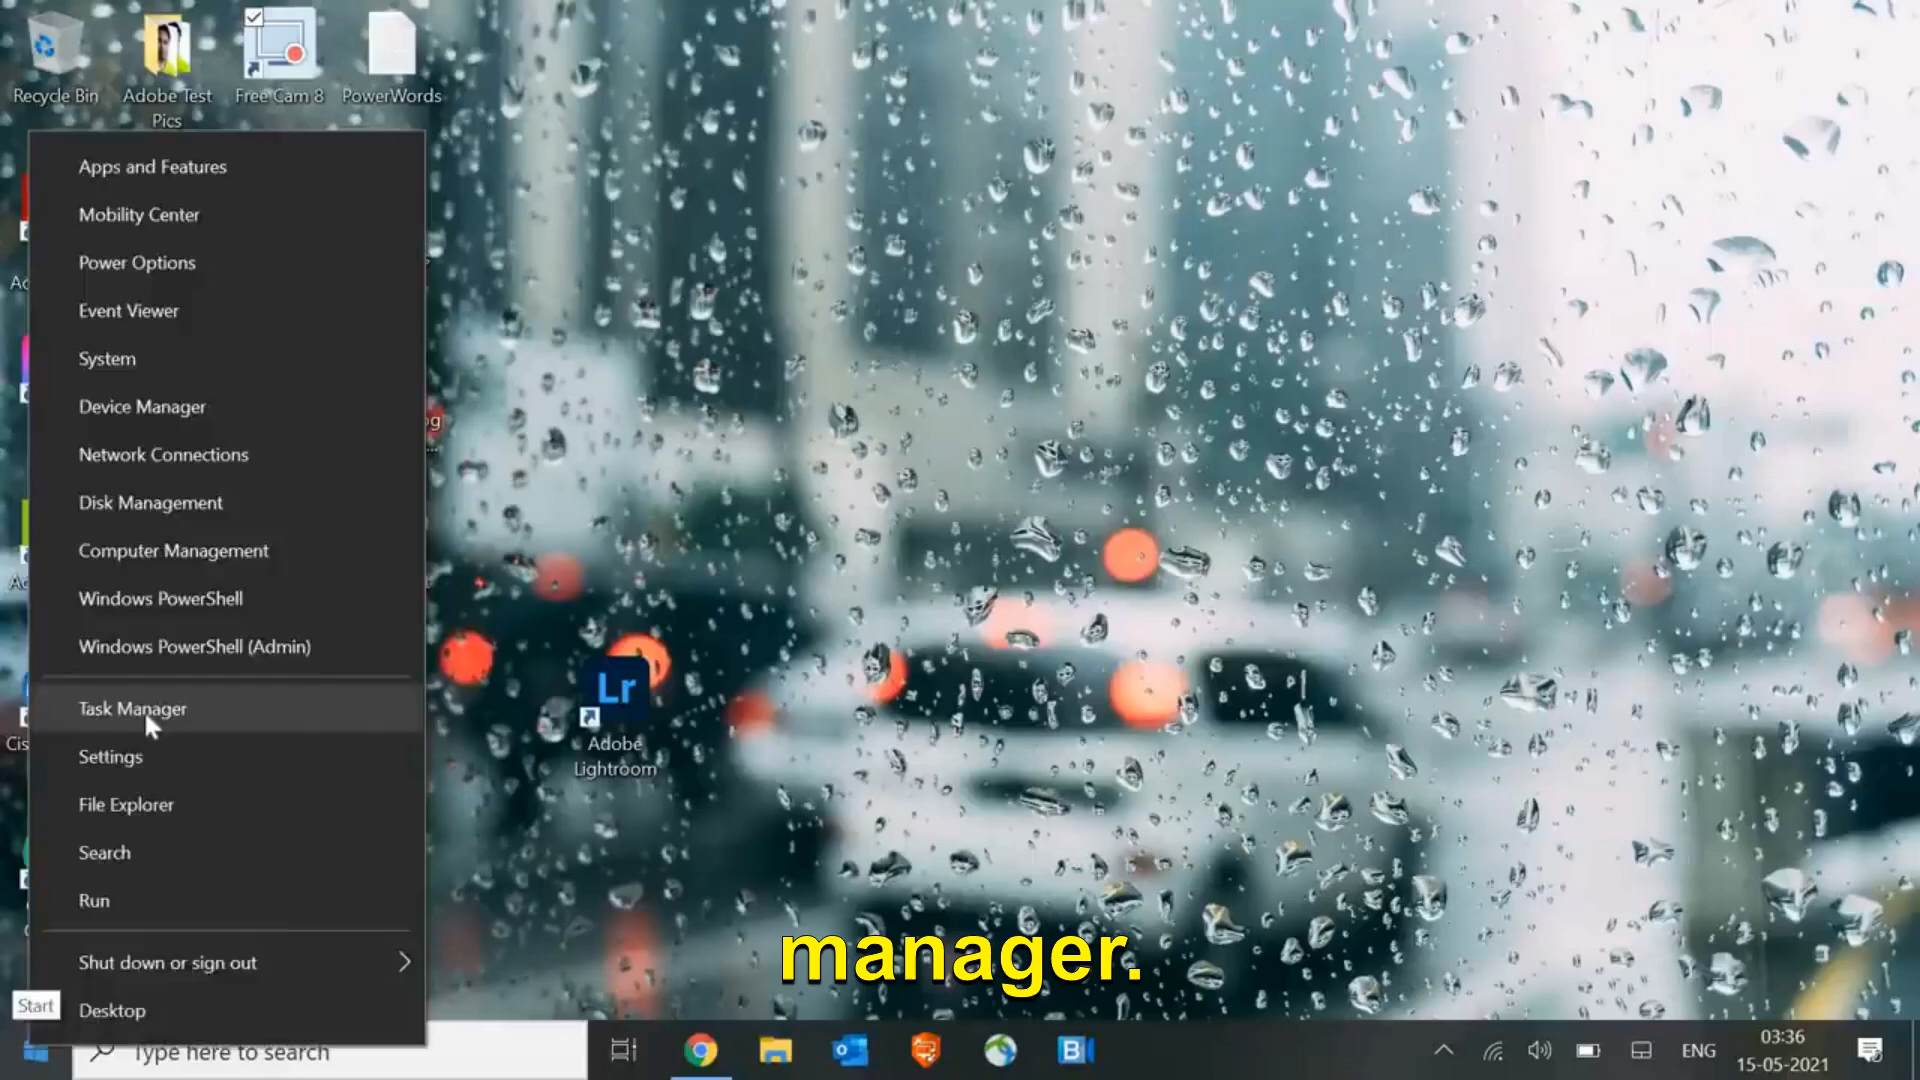 Recycle Bin
Adobe Test
Pics
Free Cam 8
PowerWords
Apps and Features
Mobility Center
Power Options
Event Viewer
System
Device Manager
Network Connections
Disk Management
Computer Management
Windows PowerShell
Windows PowerShell (Admin)
Task Manager
Settings
File Explorer
Search
Run
Shut down or sign out
Desktop
Start
Lr
Adobe
Lightroom
manager.
Type here to search
ENG
03:36
15-05-2021